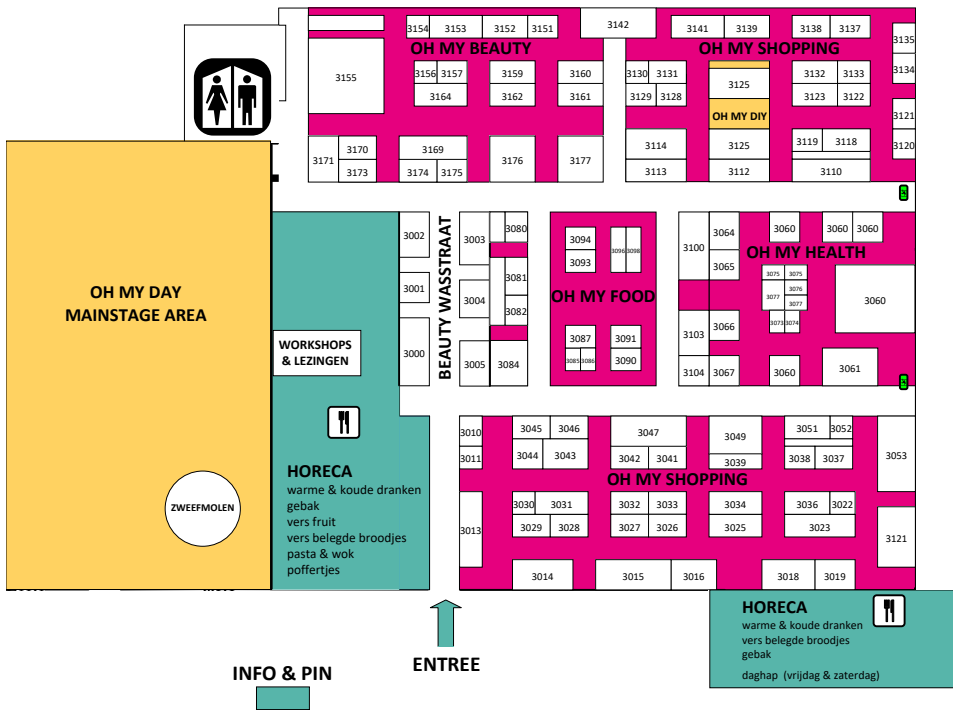 3154 3153 3152 3151 3142 3141 3139 3138 3137 3135
OH MY BEAUTY OH MY SHOPPING
3155 3156 3157 3159 3160 3130 3131 3125 3132 3133 3134
3164 3162 3161 3129 3128 3123 3122
OH MY DIY 3121
3171 3170 3169 3176 3177 3114 3125 3119 3118 3120
3173 3174 3175 3113 3112 3110
3002 3003 3080 3094 3096 3098 3100 3064 3060 3060 3060
3093 OH MY HEALTH
3001 3081 3065 3075 3075
OH MY DAY
MAINSTAGE AREA
BEAUTY WASSTRAAT
3004 3082 OH MY FOOD 3077 3076 3060
3077
3073 3074
WORKSHOPS
& LEZINGEN
3000 3005 3084 3087 3091 3103 3066
3085 3086 3090 3104 3067 3060 3061
3010 3045 3046 3047 3049 3051 3052 3053
3011 3044 3043 3042 3041 3039 3038 3037
OH MY SHOPPING
3013 3030 3031 3032 3033 3034 3036 3022
3029 3028 3027 3026 3025 3023 3121
3014 3015 3016 3018 3019
ZWEEFMOLEN
HORECA
warme & koude dranken
gebak
vers fruit
vers belegde broodjes
pasta & wok
poffertjes
HORECA
warme & koude dranken
vers belegde broodjes
gebak
daghap (vrijdag & zaterdag)
ENTREE
INFO & PIN